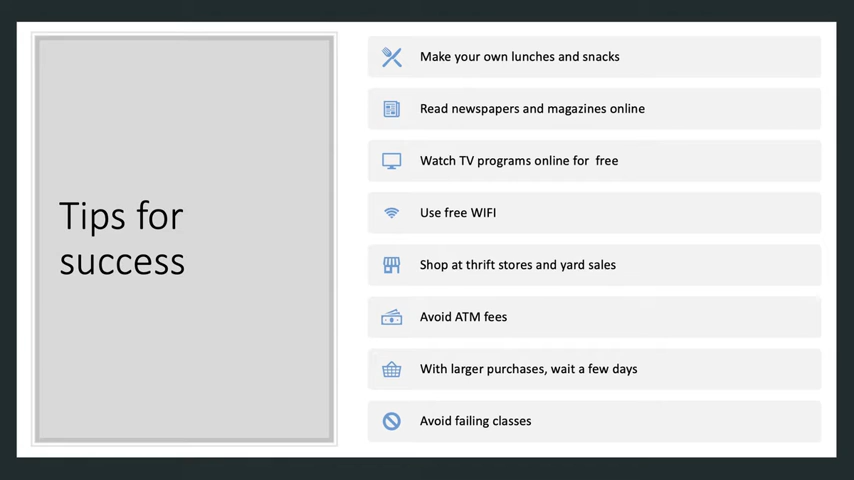 Tips for
success
Make your own lunches and snacks
Read newspapers and magazines online
Watch TV programs online for  free
Use free WIFI
Shop at thrift stores and yard sales
Avoid ATM fees
With larger purchases, wait a few days
Avoid failing classes